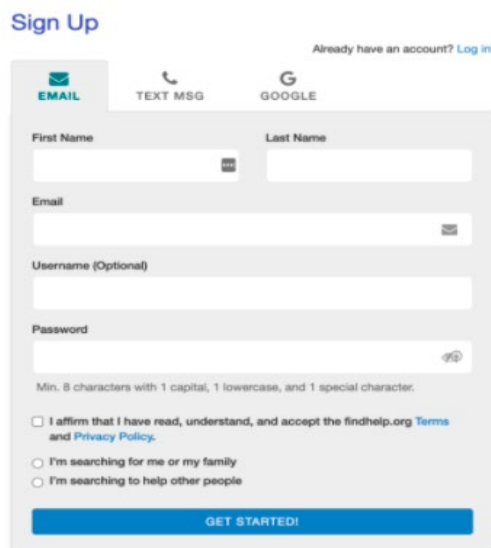 Sign Up
Already have an account? Log in
EMAIL
TEXT MSG
GOOGLE
First Name
Last Name
Email
Username (Optional)
Password
Min. 8 characters with 1 capital, 1 lowercase, and 1 special character.
I affirm that I have read, understand, and accept the findhelp.org Terms
and Privacy Policy.
I'm searching for me or my family
I'm searching to help other people
GET STARTED!